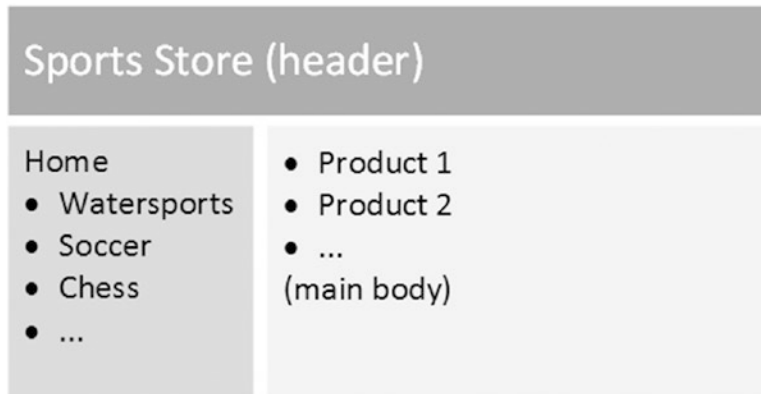 Sports Store (header)
Home
• Watersports
• Soccer
• Chess
• ...
• Product 1
• Product 2
• ...
(main body)